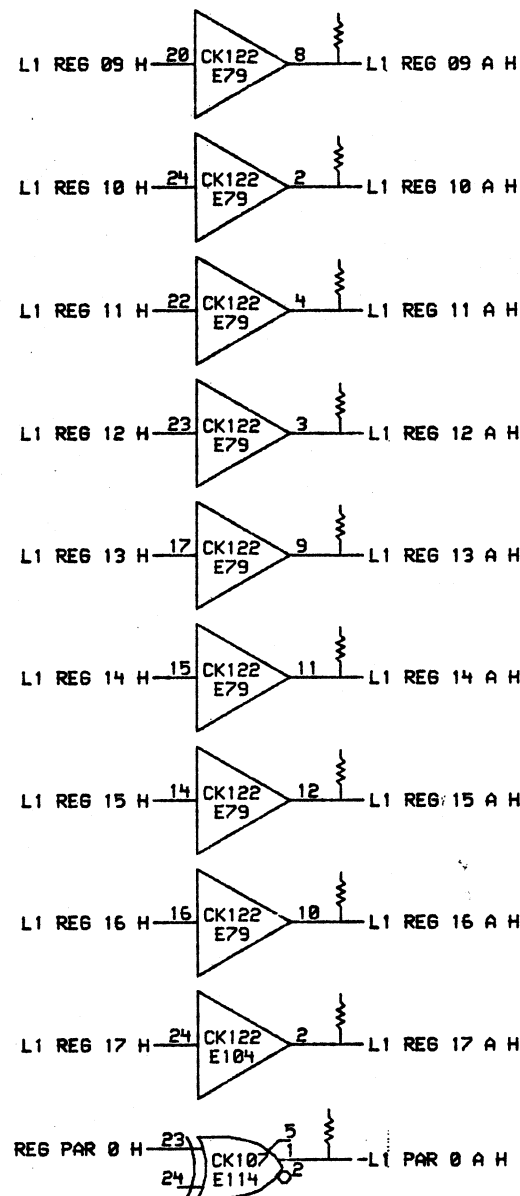 L1 REG 09 H 20 CK122 8 L1 REG 09 A H
E79
L1 REG 10 H 24 CK122 2 L1 REG 10 A H
E79
L1 REG 11 H 22 CK122 4 L1 REG 11 A H
E79
L1 REG 12 H 23 CK122 3 L1 REG 12 A H
E79
L1 REG 13 H 17 CK122 9 L1 REG 13 A H
E79
L1 REG 14 H 15 CK122 11 L1 REG 14 A H
E79
L1 REG 15 H 14 CK122 12 L1 REG 15 A H
E79
L1 REG 16 H 16 CK122 10 L1 REG 16 A H
E79
L1 REG 17 H 24 CK122 2 L1 REG 17 A H
E104
5
REG PAR 0 H 23 CK107 1 -L1 PAR 0 A H
24 E114 2